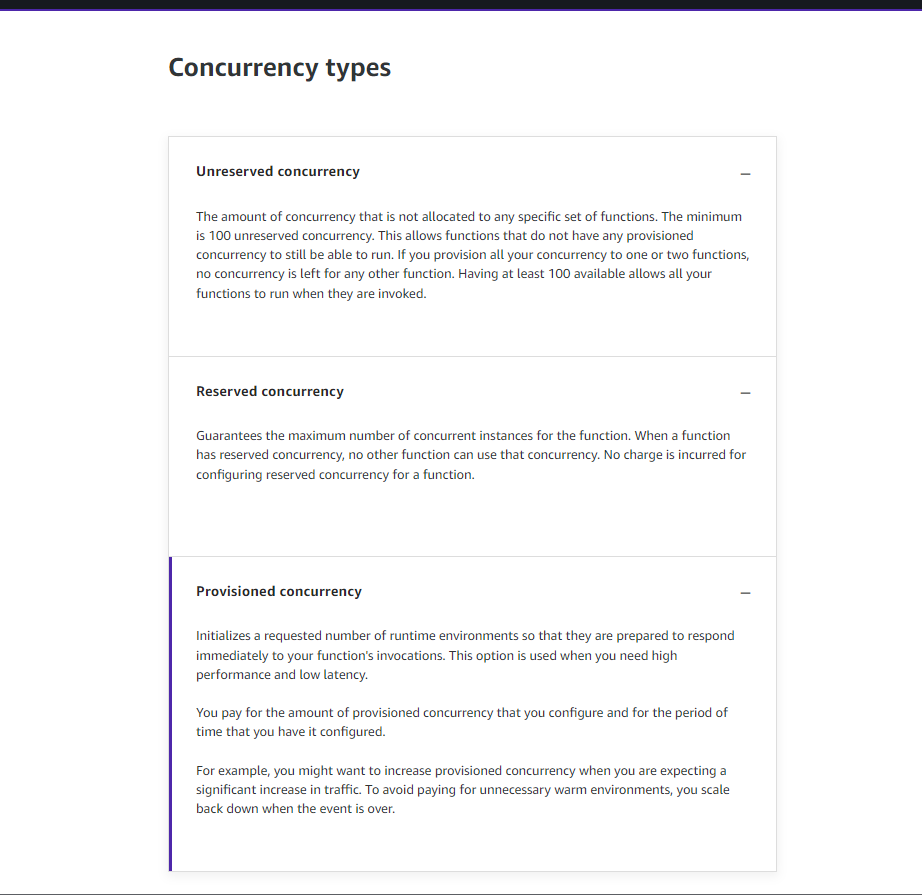 Concurrency types
Unreserved concurrency
The amount of concurrency that is not allocated to any specific set of functions. The minimum
is 100 unreserved concurrency. This allows functions that do not have any provisioned
concurrency to still be able to run. If you provision all your concurrency to one or two functions,
no concurrency is left for any other function. Having at least 100 available allows all your
functions to run when they are invoked.
Reserved concurrency
Guarantees the maximum number of concurrent instances for the function. When a function
has reserved concurrency, no other function can use that concurrency. No charge is incurred for
configuring reserved concurrency for a function.
Provisioned concurrency
Initializes a requested number of runtime environments so that they are prepared to respond
immediately to your function's invocations. This option is used when you need high
performance and low latency.
You pay for the amount of provisioned concurrency that you configure and for the period of
time that you have it configured.
For example, you might want to increase provisioned concurrency when you are expecting a
significant increase in traffic. To avoid paying for unnecessary warm environments, you scale
back down when the event is over.